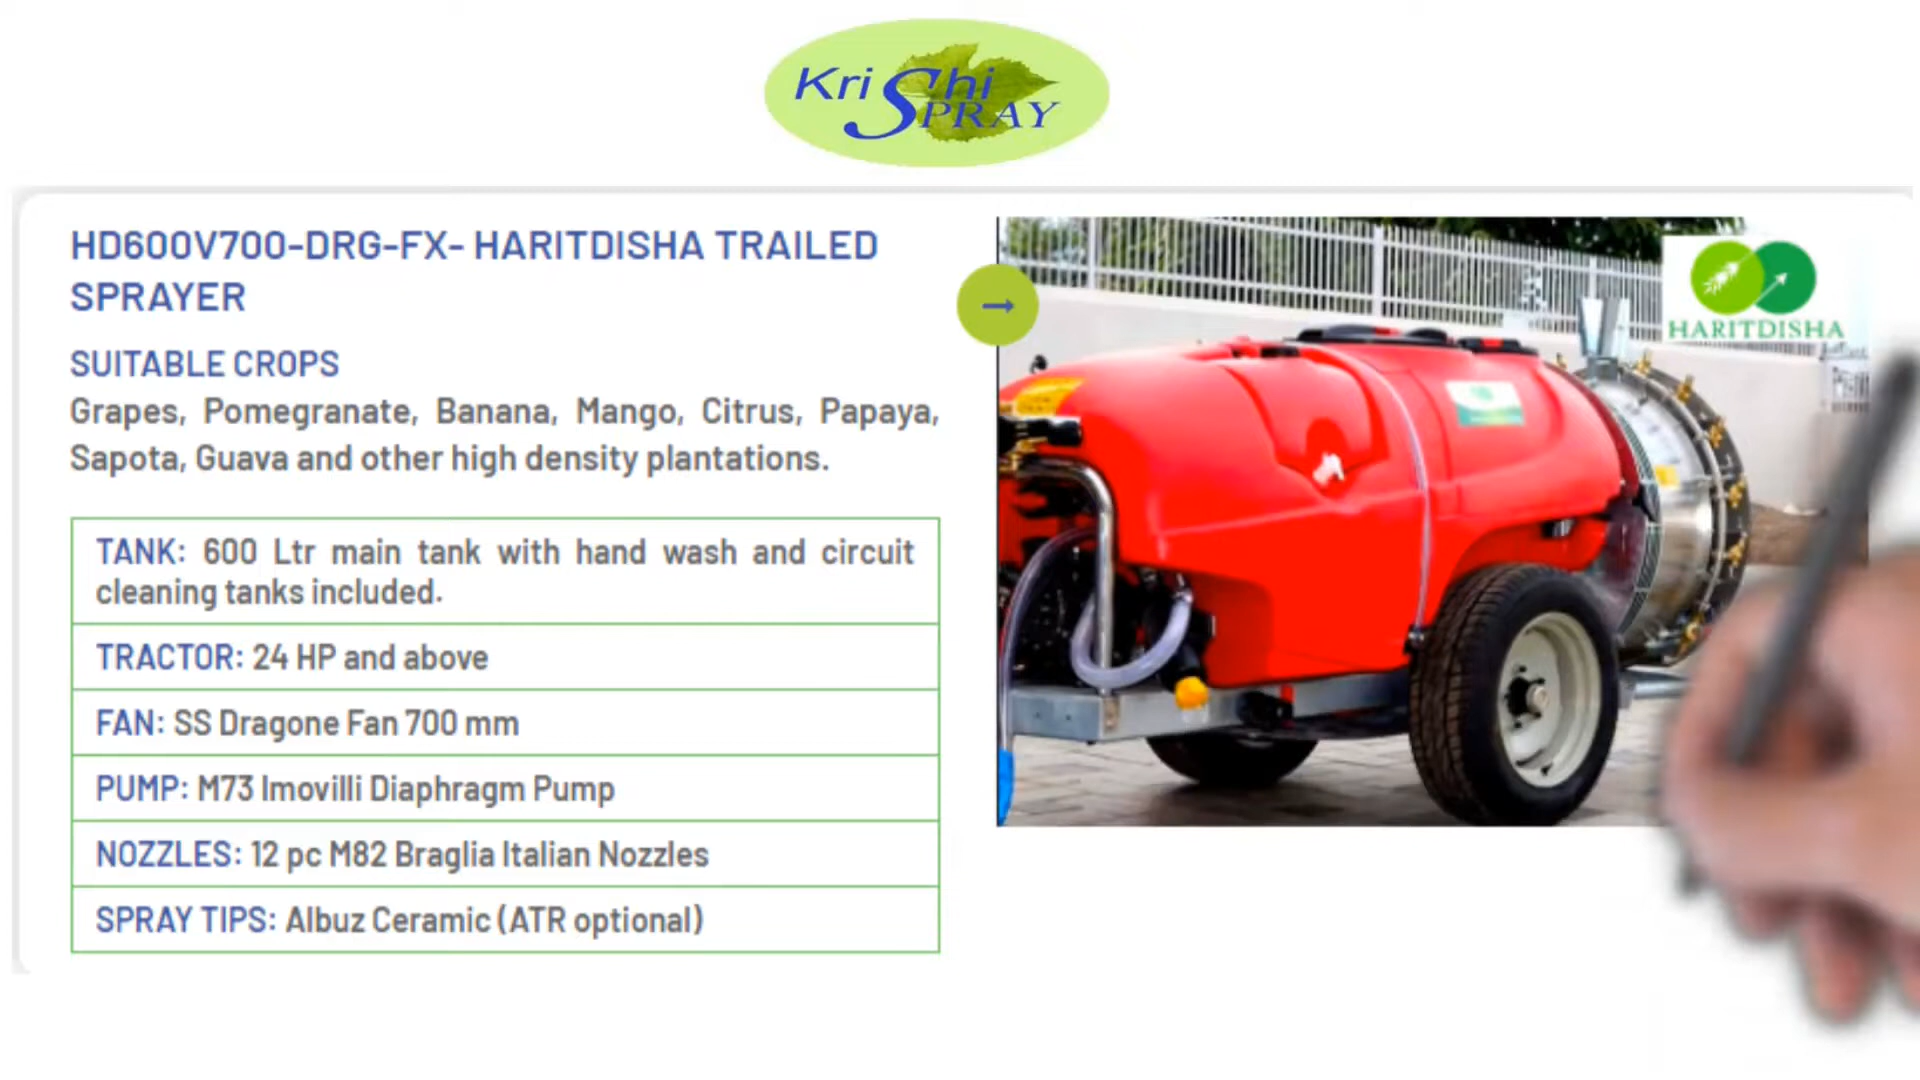 KriShi
SPRAY
HD600V700-DRG-FX- HARITDISHA TRAILED
SPRAYER
SUITABLE CROPS
Grapes, Pomegranate, Banana, Mango, Citrus, Papaya,
Sapota, Guava and other high density plantations.
TANK: 600 Ltr main tank with hand wash and circuit
cleaning tanks included.
TRACTOR: 24 HP and above
FAN: SS Dragone Fan 700 mm
PUMP: M73 Imovilli Diaphragm Pump
NOZZLES: 12 pc M82 Braglia Italian Nozzles
SPRAY TIPS: Albuz Ceramic (ATR optional)
HARITDISHA